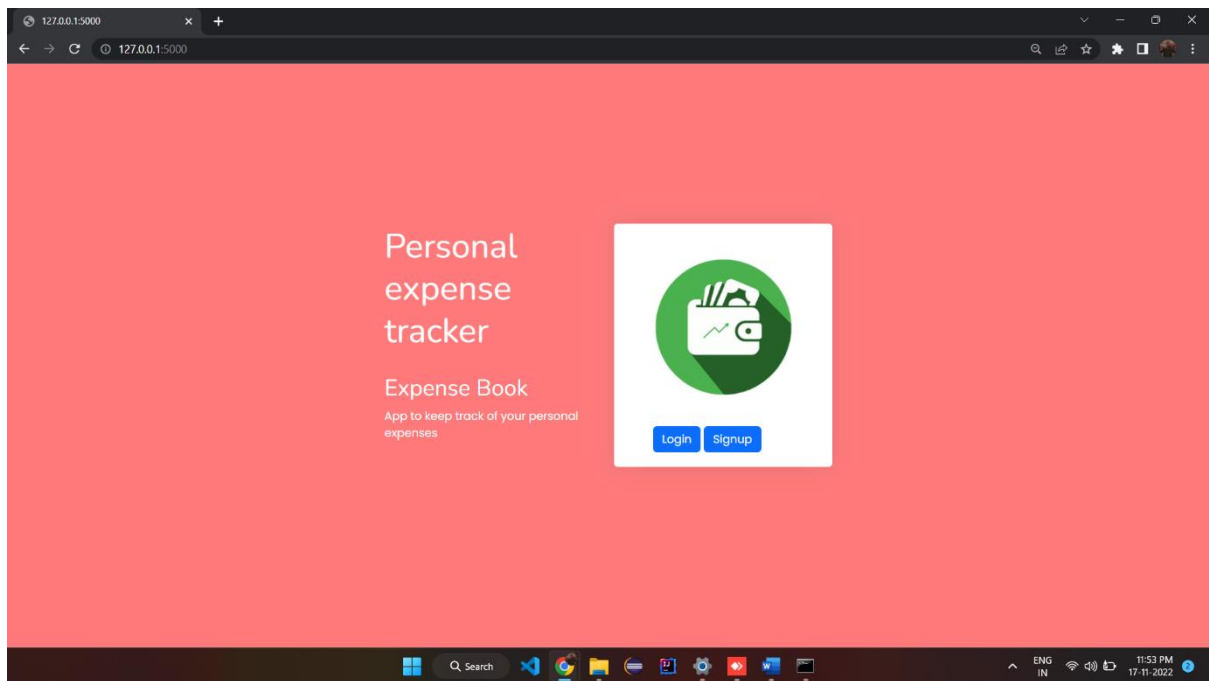 127.0.0.1:5000
127.0.0.1:5000
Personal
expense
tracker
Expense Book
App to keep track of your personal
expenses
Login Signup
Search
ENG
IN
11:53 PM
17-11-2022
2